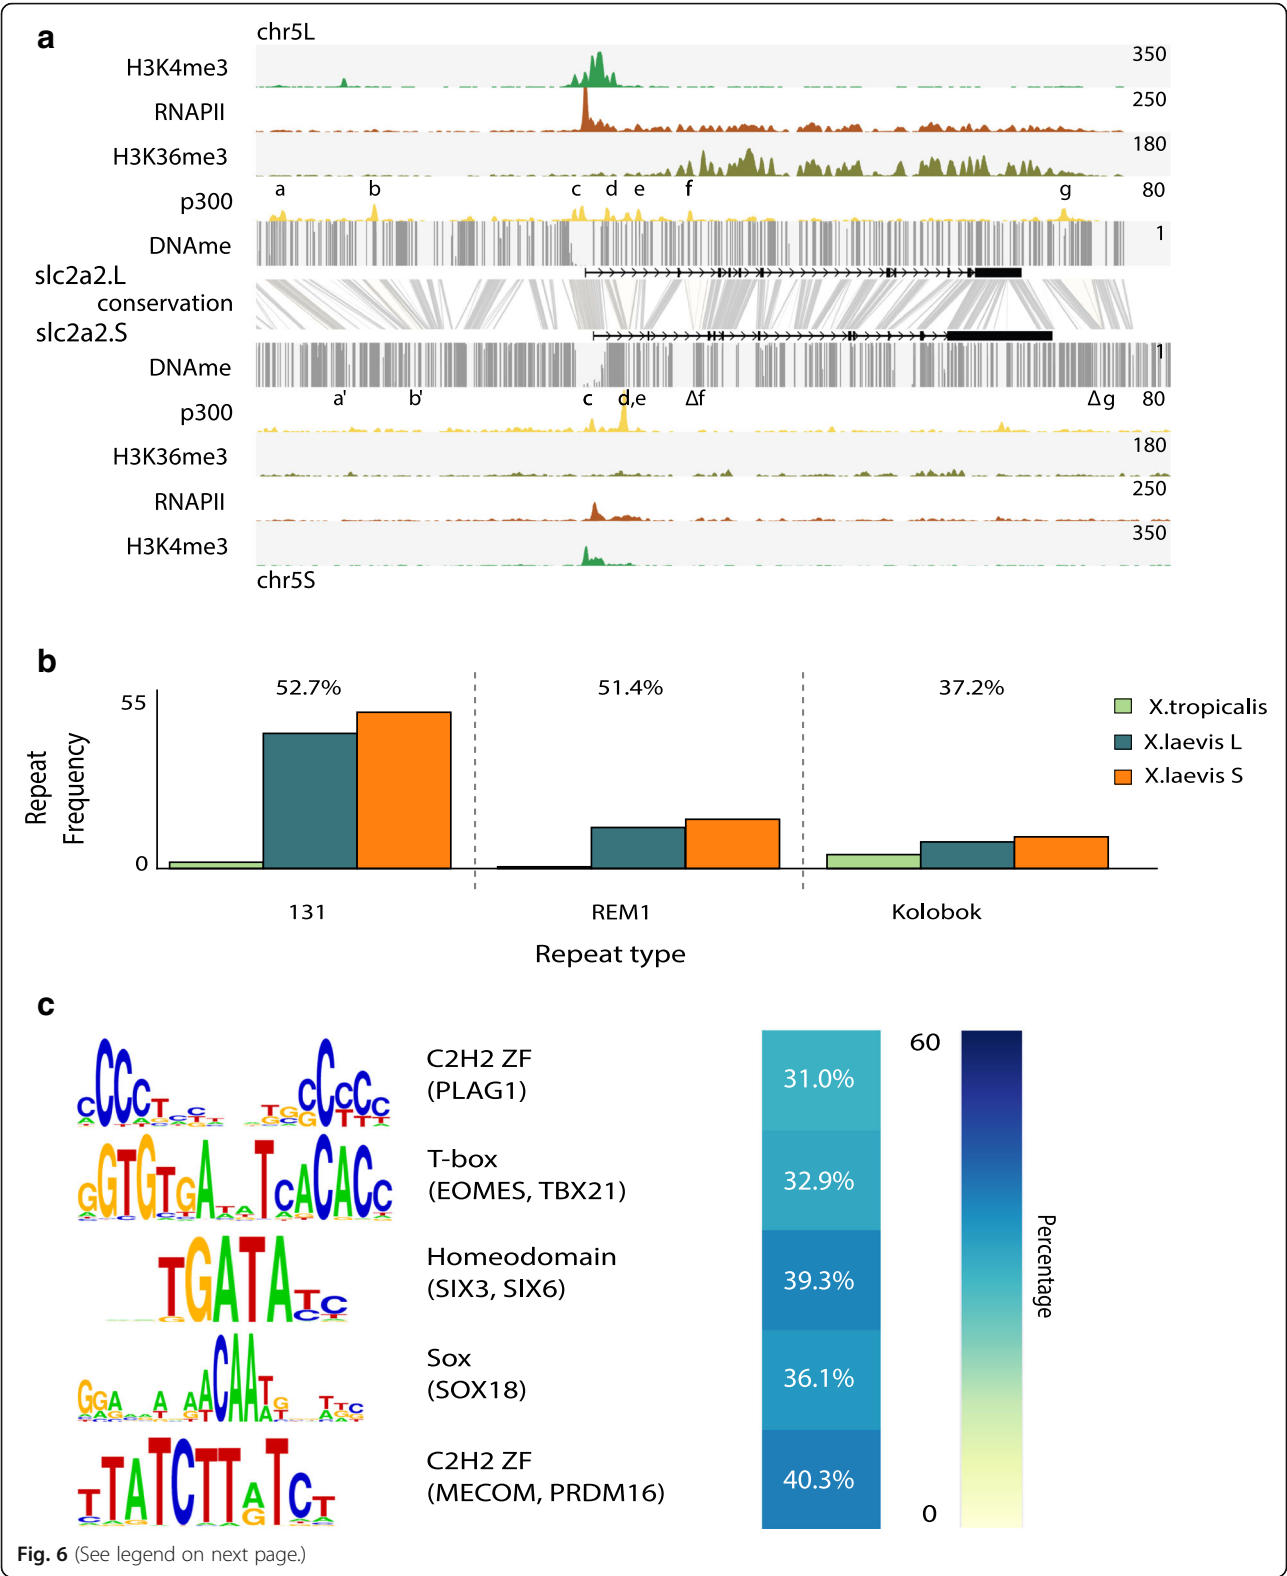 a
chr5L
H3K4me3 350
RNAPII 250
H3K36me3 180
a b c d e f g
p300 80
DNAme 1
slc2a2.L
conservation
slc2a2.S
DNAme 1
a' b' c d,e Δf Δg
p300 80
H3K36me3 180
RNAPII 250
H3K4me3 350
chr5S
b
52.7% 51.4% 37.2%
55
0
Repeat
Frequency
X.tropicalis
X.laevis L
X.laevis S
131 REM1 Kolobok
Repeat type
c
C2H2 ZF
(PLAG1)
31.0%
T-box
(EOMES, TBX21)
32.9%
Homeodomain
(SIX3, SIX6)
39.3%
Sox
(SOX18)
36.1%
C2H2 ZF
(MECOM, PRDM16)
40.3%
60
0
Percentage
Fig. 6 (See legend on next page.)